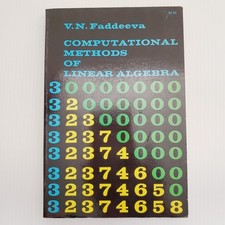 V. N. Faddeeva
COMPUTATIONAL
METHODS
OF
LINEAR ALGEBRA
30000000
32000000
32300000
32370000
32374000
32374600
32374650
32374658